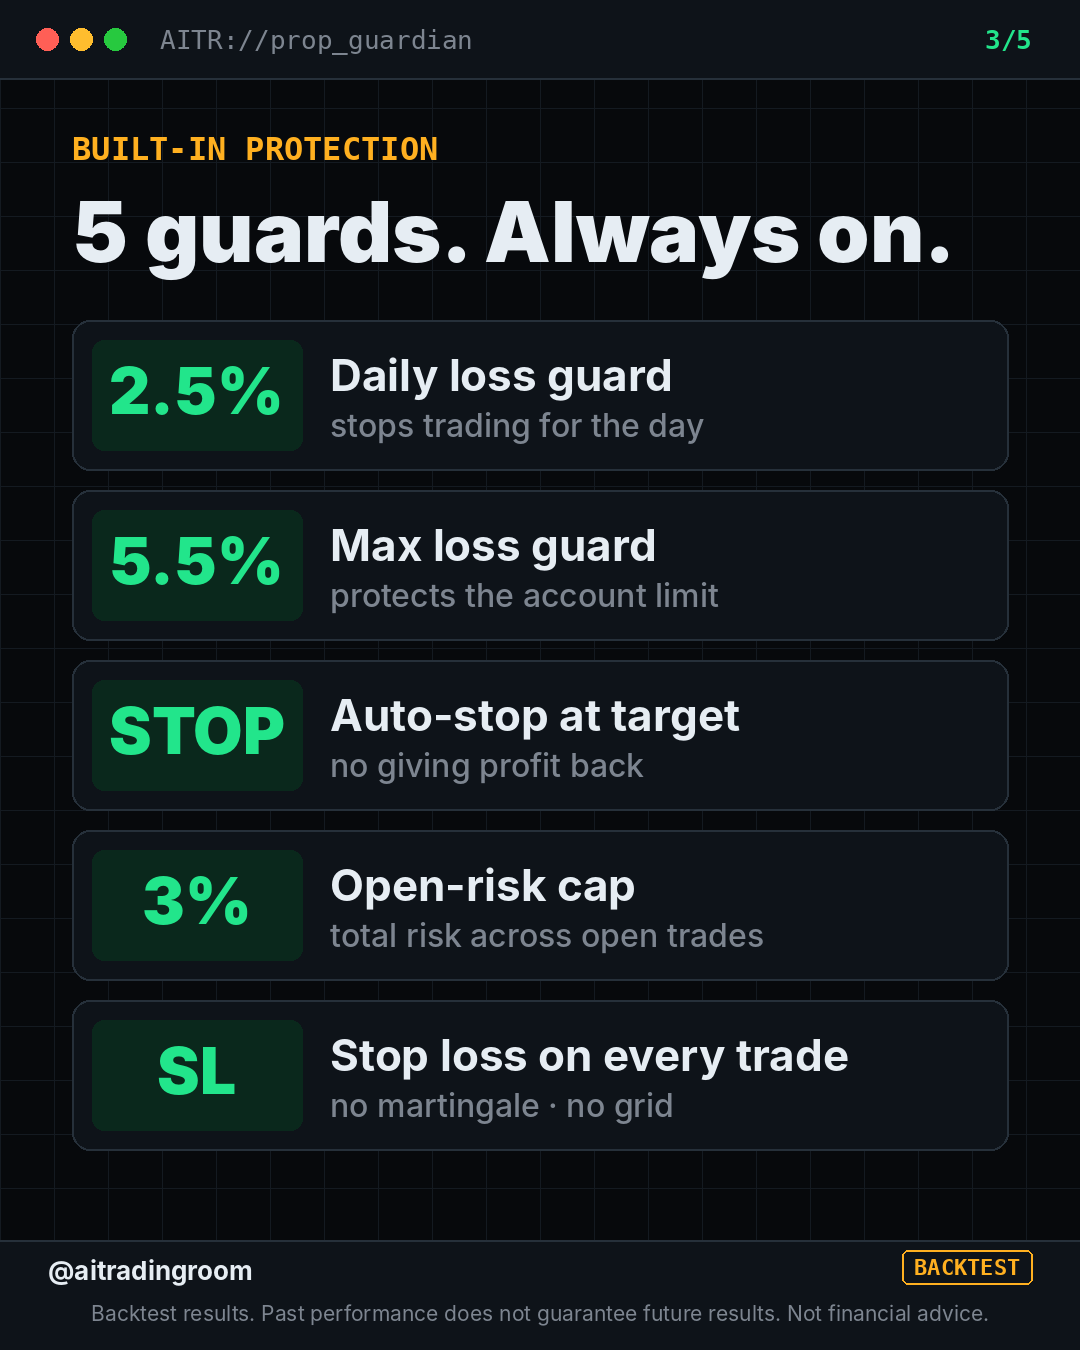 AITR://prop_guardian
3/5
BUILT-IN PROTECTION
5 guards. Always on.
2.5%
Daily loss guard
stops trading for the day
5.5%
Max loss guard
protects the account limit
STOP
Auto-stop at target
no giving profit back
3%
Open-risk cap
total risk across open trades
SL
Stop loss on every trade
no martingale · no grid
@aitradingroom
BACKTEST
Backtest results. Past performance does not guarantee future results. Not financial advice.